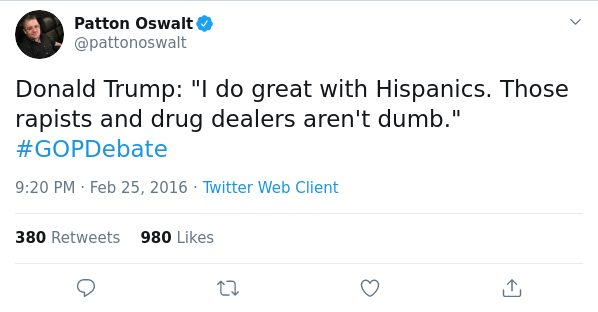 Patton Oswalt
@pattonoswalt
Donald Trump: "I do great with Hispanics. Those
rapists and drug dealers aren't dumb."
#GOPDebate
9:20 PM · Feb 25, 2016 · Twitter Web Client
380 Retweets 980 Likes